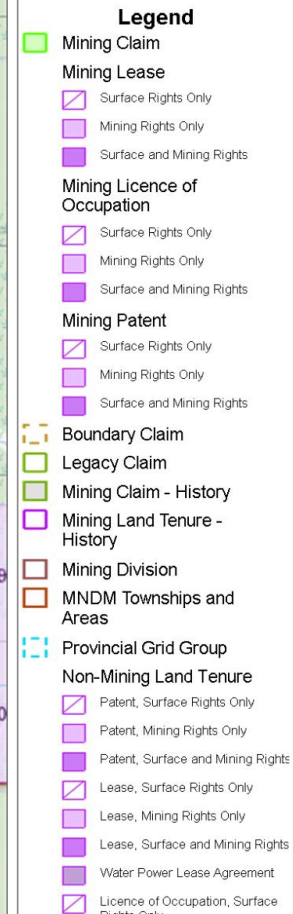 Legend
Mining Claim
Mining Lease
Surface Rights Only
Mining Rights Only
Surface and Mining Rights
Mining Licence of
Occupation
Surface Rights Only
Mining Rights Only
Surface and Mining Rights
Mining Patent
Surface Rights Only
Mining Rights Only
Surface and Mining Rights
Boundary Claim
Legacy Claim
Mining Claim - History
Mining Land Tenure -
History
Mining Division
MNDM Townships and
Areas
Provincial Grid Group
Non-Mining Land Tenure
Patent, Surface Rights Only
Patent, Mining Rights Only
Patent, Surface and Mining Rights
Lease, Surface Rights Only
Lease, Mining Rights Only
Lease, Surface and Mining Rights
Water Power Lease Agreement
Licence of Occupation, Surface
Rights Only